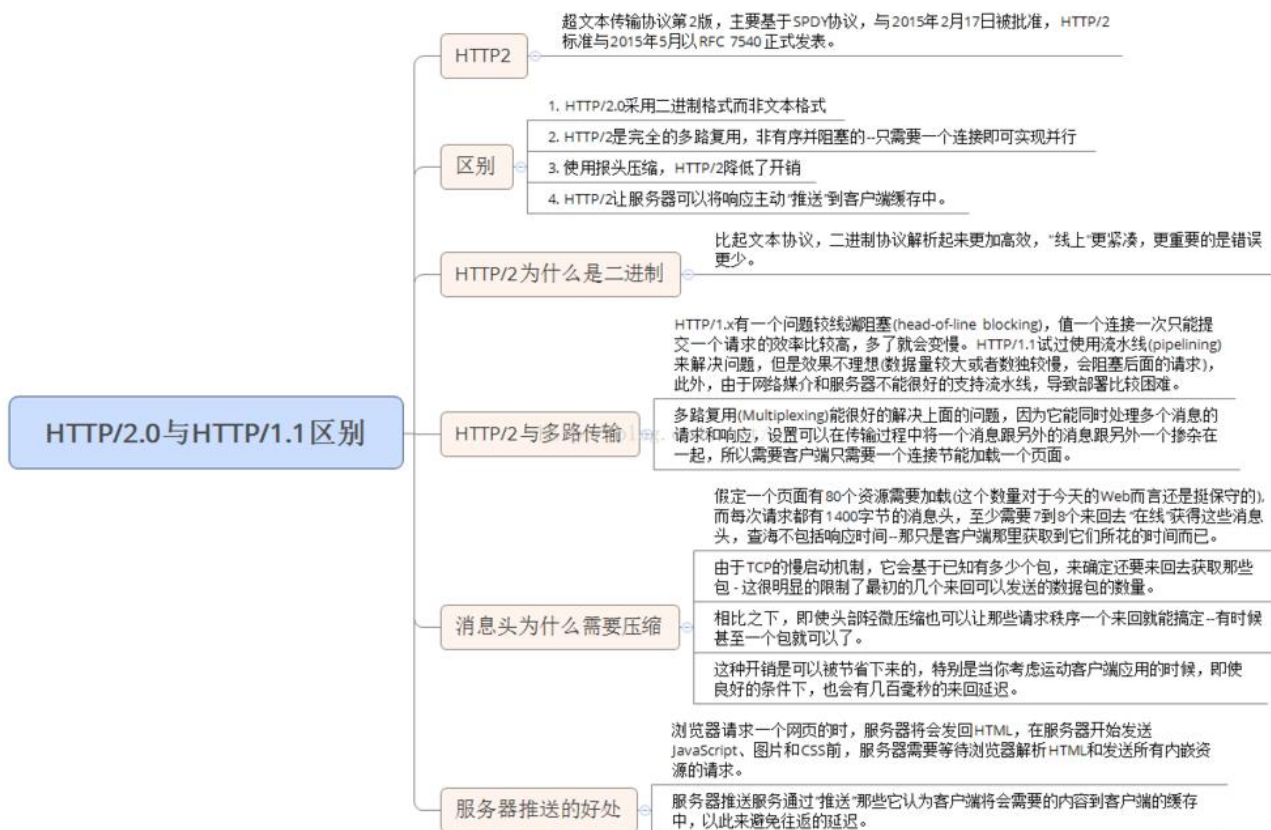 HTTP/2.0与HTTP/1.1区别
HTTP2
超文本传输协议第2版，主要基于SPDY协议，与2015年2月17日被批准，HTTP/2
标准与2015年5月以RFC 7540正式发表。
区别
1. HTTP/2.0采用二进制格式而非文本格式
2. HTTP/2是完全的多路复用，非有序并阻塞的--只需要一个连接即可实现并行
3. 使用报头压缩，HTTP/2降低了开销
4. HTTP/2让服务器可以将响应主动“推送”到客户端缓存中。
HTTP/2为什么是二进制
比起文本协议，二进制协议解析起来更加高效，“线上”更紧凑，更重要的是错误
更少。
HTTP/2与多路传输
HTTP/1.x有一个问题较线端阻塞(head-of-line blocking)，值一个连接一次只能提
交一个请求的效率比较高，多了就会变慢。HTTP/1.1试过使用流水线(pipelining)
来解决问题，但是效果不理想(数据量较大或者数独较慢，会阻塞后面的请求)，
此外，由于网络媒介和服务器不能很好的支持流水线，导致部署比较困难。
多路复用(Multiplexing)能很好的解决上面的问题，因为它能同时处理多个消息的
请求和响应，设置可以在传输过程中将一个消息跟另外的消息跟另外一个掺杂在
一起，所以需要客户端只需要一个连接节能加载一个页面。
消息头为什么需要压缩
假定一个页面有80个资源需要加载(这个数量对于今天的Web而言还是挺保守的),
而每次请求都有1400字节的消息头，至少需要7到8个来回去“在线”获得这些消息
头，查海不包括响应时间--那只是客户端那里获取到它们所花的时间而已。
由于TCP的慢启动机制，它会基于已知有多少个包，来确定还要来回去获取那些
包 - 这很明显的限制了最初的几个来回可以发送的数据包的数量。
相比之下，即使头部轻微压缩也可以让那些请求秩序一个来回就能搞定--有时候
甚至一个包就可以了。
这种开销是可以被节省下来的，特别是当你考虑运动客户端应用的时候，即使
良好的条件下，也会有几百毫秒的来回延迟。
服务器推送的好处
浏览器请求一个网页的时，服务器将会发回HTML，在服务器开始发送
JavaScript、图片和CSS前，服务器需要等待浏览器解析HTML和发送所有内嵌资
源的请求。
服务器推送服务通过“推送”那些它认为客户端将会需要的内容到客户端的缓存
中，以此来避免往返的延迟。